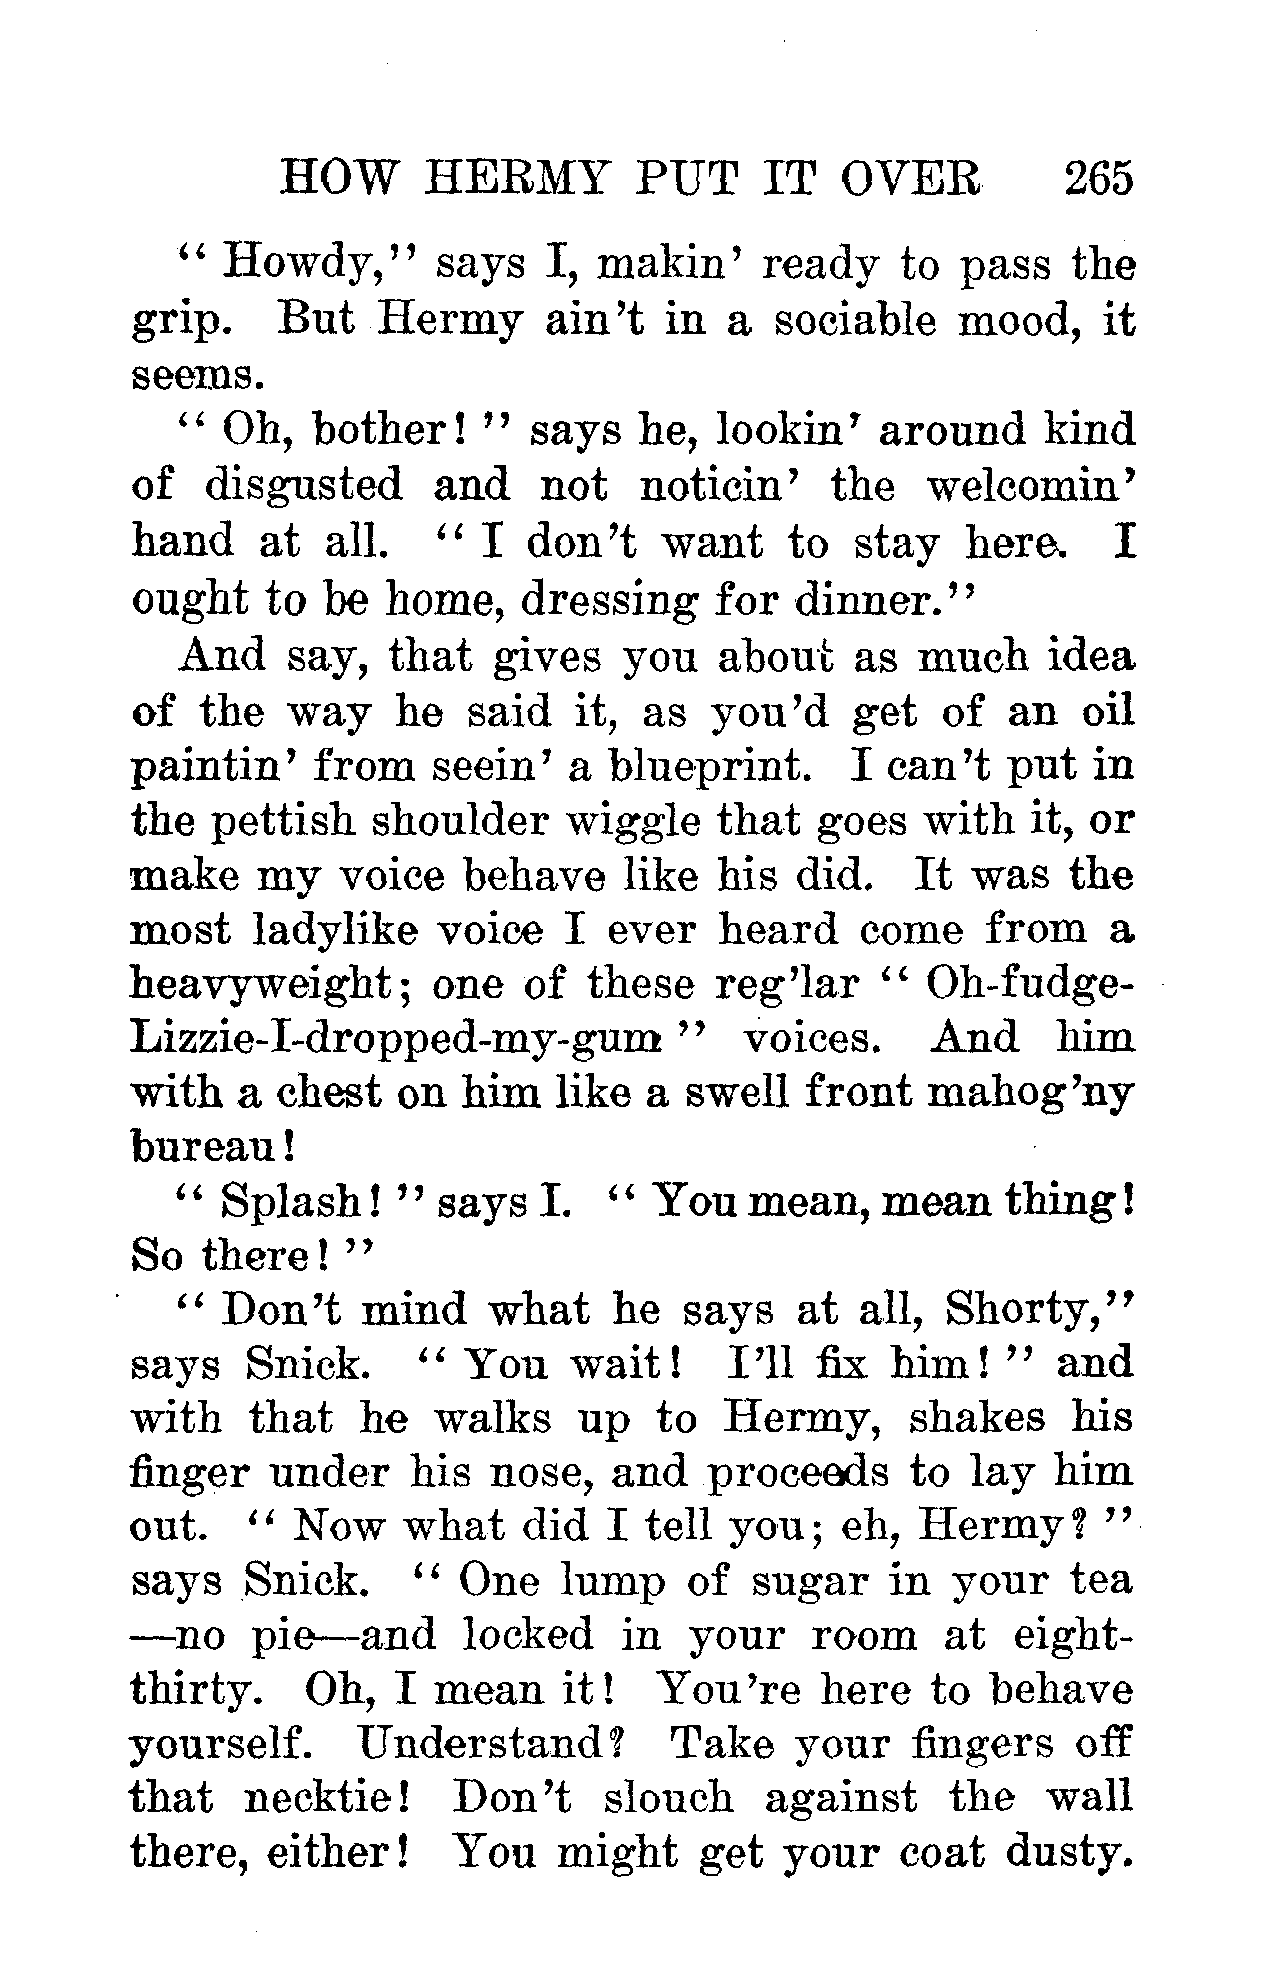 HOW HERMY PUT IT OVER 265
" Howdy," says I, makin' ready to pass the
grip. But Hermy ain't in a sociable mood, it
seems.
" Oh, bother! " says he, lookin' around kind
of disgusted and not noticin' the welcomin'
hand at all. " I don't want to stay here. I
ought to be home, dressing for dinner."
And say, that gives you about as much idea
of the way he said it, as you'd get of an oil
paintin' from seein' a blueprint. I can't put in
the pettish shoulder wiggle that goes with it, or
make my voice behave like his did. It was the
most ladylike voice I ever heard come from a
heavyweight; one of these reg'lar " Oh-fudge-
Lizzie-I-dropped-my-gum " voices. And him
with a chest on him like a swell front mahog'ny
bureau!
" Splash! " says I. " You mean, mean thing!
So there! "
" Don't mind what he says at all, Shorty,"
says Snick. " You wait! I'll fix him! " and
with that he walks up to Hermy, shakes his
finger under his nose, and proceeds to lay him
out. " Now what did I tell you; eh, Hermy? "
says Snick. " One lump of sugar in your tea
—no pie—and locked in your room at eight-
thirty. Oh, I mean it! You're here to behave
yourself. Understand? Take your fingers off
that necktie! Don't slouch against the wall
there, either! You might get your coat dusty.